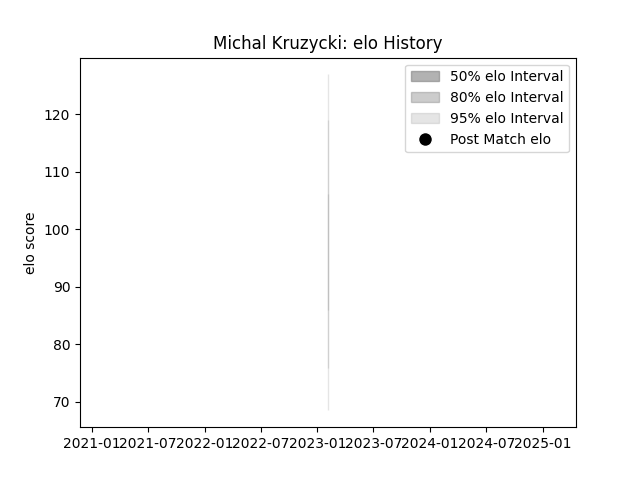 Michal Kruzycki: elo History
50% elo Interval
80% elo Interval
95% elo Interval
Post Match elo
elo score
120
110
100
90
80
70
2021-01 2021-07 2022-01 2022-07 2023-01 2023-07 2024-01 2024-07 2025-01